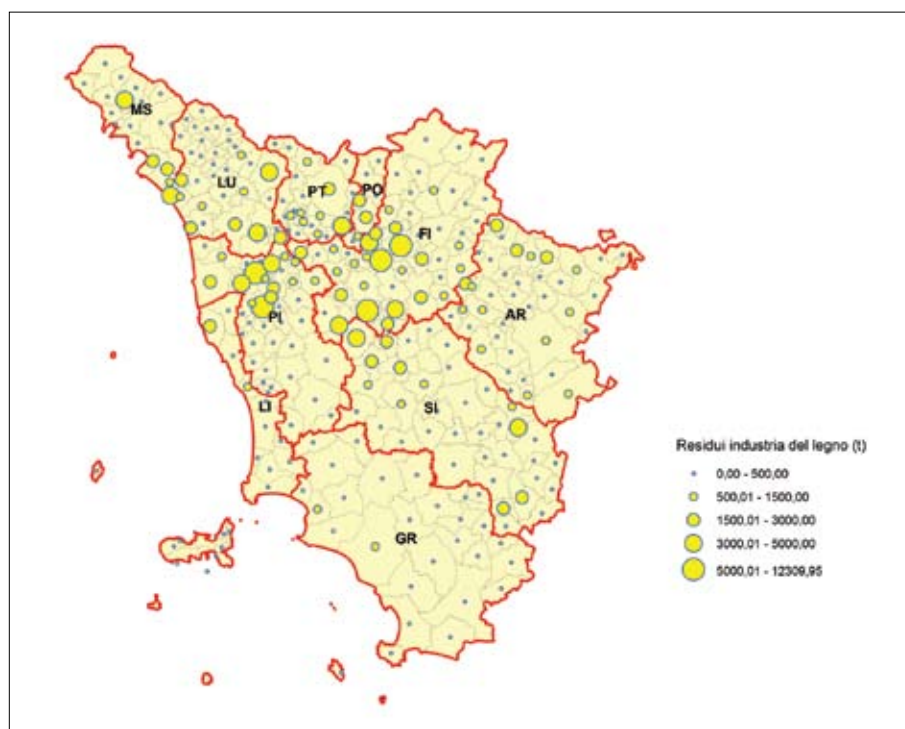 MS
LU
PT
PO
FI
AR
PI
LI
SI
GR
Residui industria del legno (t)
0,00 - 500,00
500,01 - 1500,00
1500,01 - 3000,00
3000,01 - 5000,00
5000,01 - 12309,95